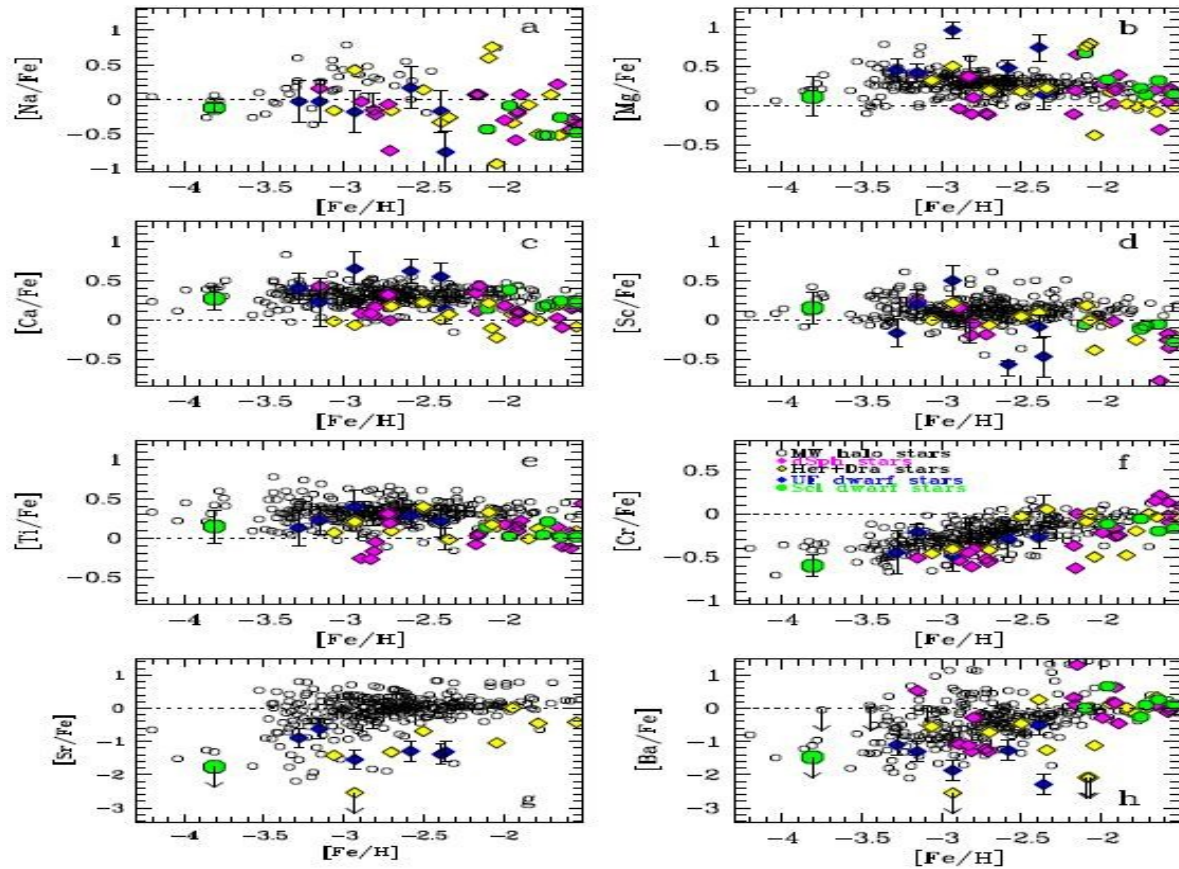 a
[Na/Fe]
1
0.5
0
−0.5
−1
−4
−3.5
−3
−2.5
−2
[Fe/H]
b
[Mg/Fe]
1
0.5
0
−0.5
−4
−3.5
−3
−2.5
−2
[Fe/H]
c
[Ca/Fe]
1
0.5
0
−0.5
−4
−3.5
−3
−2.5
−2
[Fe/H]
d
[Sc/Fe]
1
0.5
0
−0.5
−4
−3.5
−3
−2.5
−2
[Fe/H]
e
[Ti/Fe]
1
0.5
0
−0.5
−4
−3.5
−3
−2.5
−2
[Fe/H]
f
MW halo stars
dSph stars
Her+Dra stars
UF dwarf stars
Scl dwarf stars
[Cr/Fe]
0.5
0
−0.5
−1
−4
−3.5
−3
−2.5
−2
[Fe/H]
g
[Sr/Fe]
1
0
−1
−2
−3
−4
−3.5
−3
−2.5
−2
[Fe/H]
h
[Ba/Fe]
1
0
−1
−2
−3
−4
−3.5
−3
−2.5
−2
[Fe/H]